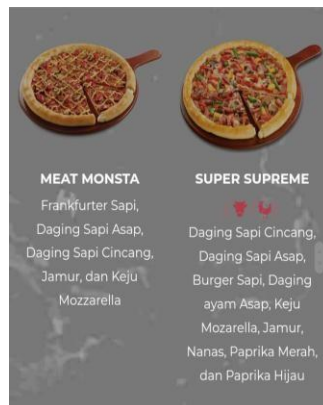 MEAT MONSTA
Frankfurter Sapi,
Daging Sapi Asap,
Daging Sapi Cincang,
Jamur, dan Keju
Mozzarella
SUPER SUPREME
Daging Sapi Cincang,
Daging Sapi Asap,
Burger Sapi, Daging
ayam Asap, Keju
Mozarella, Jamur,
Nanas, Paprika Merah,
dan Paprika Hijau